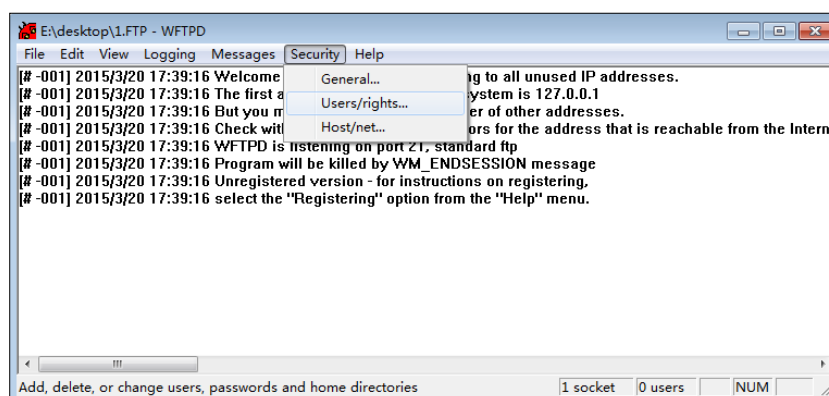 E:\desktop\1.FTP - WFTPD
File Edit View Logging Messages Security Help
General...
Users/rights...
Host/net...
[# -001] 2015/3/20 17:39:16 Welcome g to all unused IP addresses.
[# -001] 2015/3/20 17:39:16 The first a ystem is 127.0.0.1
[# -001] 2015/3/20 17:39:16 But you m er of other addresses.
[# -001] 2015/3/20 17:39:16 Check wit ors for the address that is reachable from the Intern
[# -001] 2015/3/20 17:39:16 WFTPD is listening on port 21, standard ftp
[# -001] 2015/3/20 17:39:16 Program will be killed by WM_ENDSESSION message
[# -001] 2015/3/20 17:39:16 Unregistered version - for instructions on registering,
[# -001] 2015/3/20 17:39:16 select the "Registering" option from the "Help" menu.
Add, delete, or change users, passwords and home directories 1 socket 0 users NUM